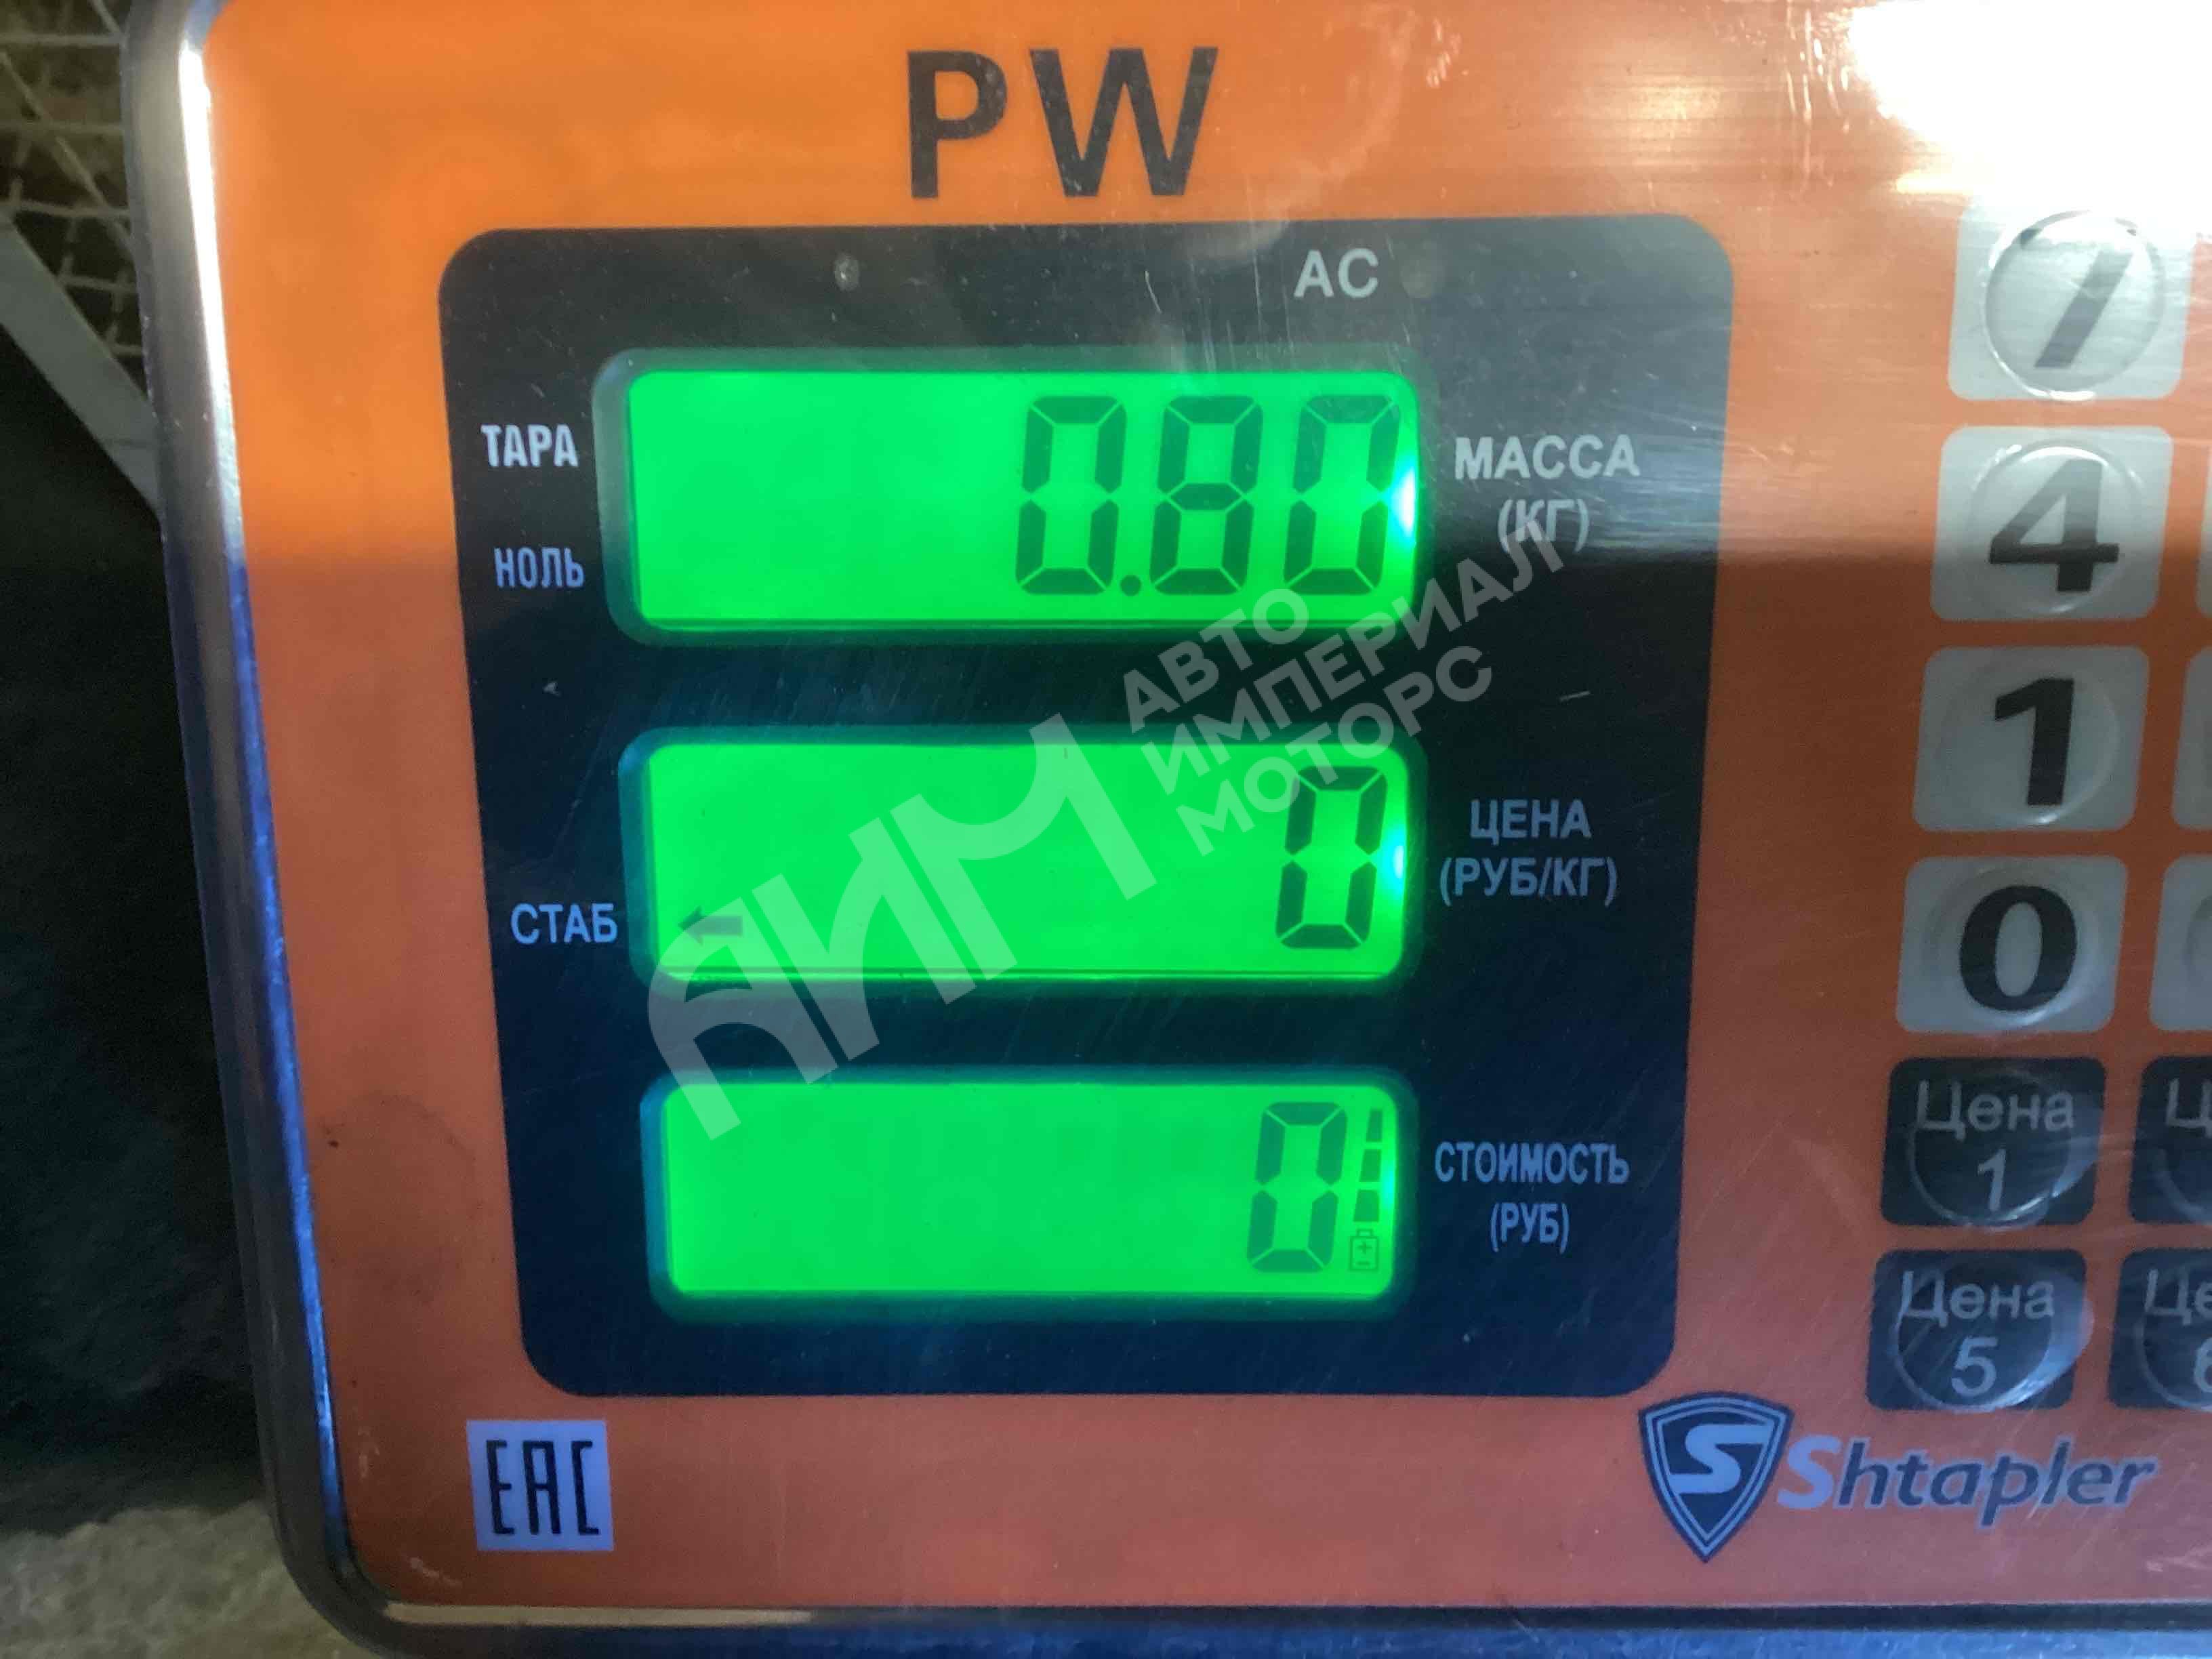 PW
AC
ТАРА
0.80
МАССА
(КГ)
НОЛЬ
АВТО
ИМПЕРИАЛ
МОТОРС
АИМ
0
ЦЕНА
(РУБ/КГ)
СТАБ
0
СТОИМОСТЬ
(РУБ)
7
4
1
0
Цена
1
Цена
5
EAC
Shtapler